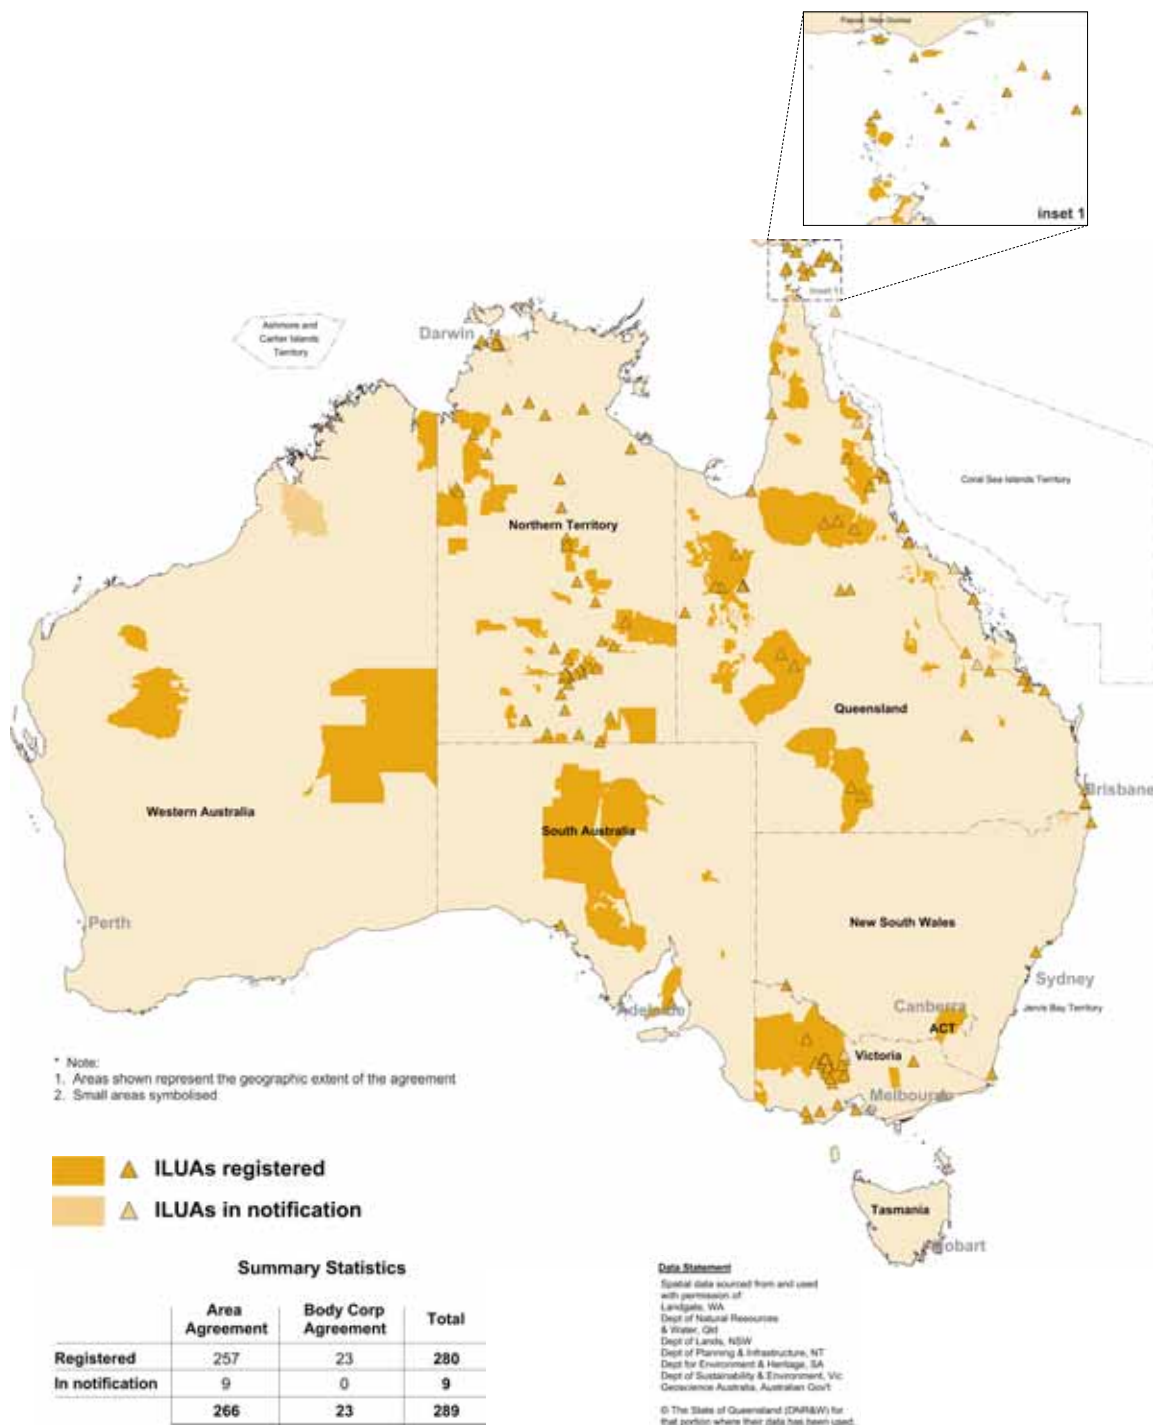 Papua New Guinea
inset 1
inset 1
Ashmore and
Cartier Islands
Territory
Darwin
Coral Sea Islands Territory
Northern Territory
Queensland
Brisbane
Western Australia
South Australia
Perth
New South Wales
Sydney
Canberra
Jervis Bay Territory
Adelaide
ACT
Victoria
Melbourne
* Note:
1. Areas shown represent the geographic extent of the agreement
2. Small areas symbolised
ILUAs registered
ILUAs in notification
Tasmania
Hobart
Summary Statistics
Area Agreement Body Corp Agreement Total
Registered 257 23 280
In notification 9 0 9
266 23 289
Data Statement
Spatial data sourced from and used
with permission of:
Landgate, WA
Dept of Natural Resources
& Water, Qld
Dept of Lands, NSW
Dept of Planning & Infrastructure, NT
Dept for Environment & Heritage, SA
Dept of Sustainability & Environment, Vic
Geoscience Australia, Australian Gov't
© The State of Queensland (DNR&W) for
that portion where their data has been used.